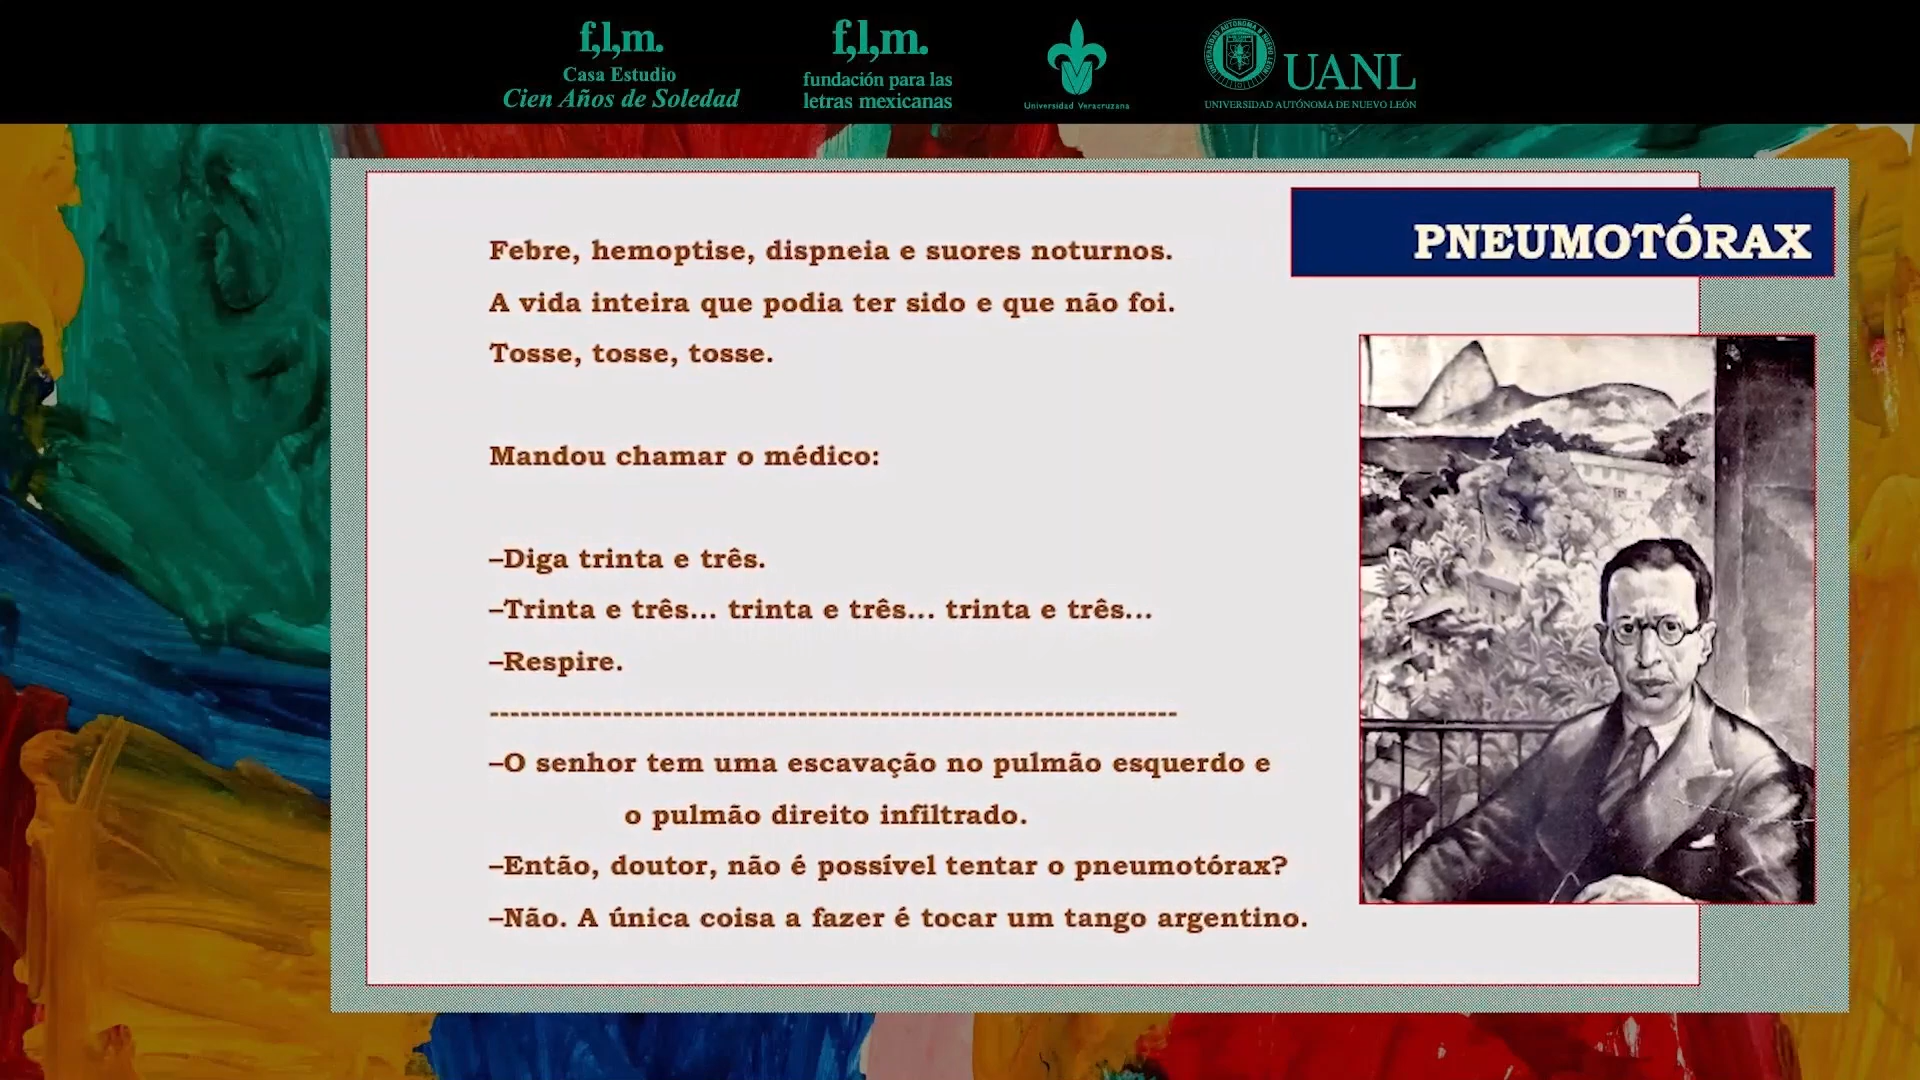 f,l,m.
Casa Estudio
Cien Años de Soledad
f,l,m.
fundación para las
letras mexicanas
Universidad Veracruzana
UANL
UNIVERSIDAD AUTÓNOMA DE NUEVO LEÓN
PNEUMOTÓRAX
Febre, hemoptise, dispneia e suores noturnos.
A vida inteira que podia ter sido e que não foi.
Tosse, tosse, tosse.
Mandou chamar o médico:
–Diga trinta e três.
–Trinta e três... trinta e três... trinta e três...
–Respire.
-------------------------------------------------------------------
–O senhor tem uma escavação no pulmão esquerdo e
o pulmão direito infiltrado.
–Então, doutor, não é possível tentar o pneumotórax?
–Não. A única coisa a fazer é tocar um tango argentino.